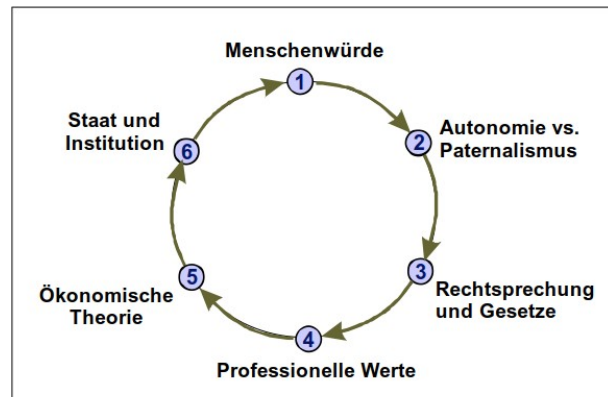 Menschenwürde
1
Autonomie vs.
Paternalismus
2
Rechtsprechung
und Gesetze
3
Professionelle Werte
4
Ökonomische
Theorie
5
Staat und
Institution
6